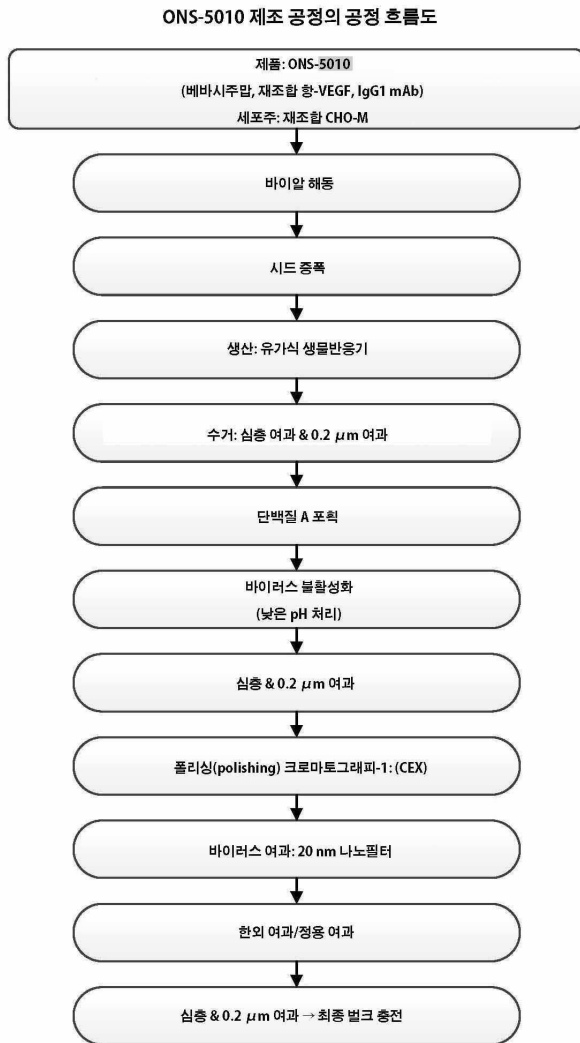 ONS-5010 제조 공정의 공정 흐름도
제품: ONS-5010
(베바시주맙, 재조합 항-VEGF, IgG1 mAb)
세포주: 재조합 CHO-M
바이알 해동
시드 증폭
생산: 유가식 생물반응기
수거: 심층 여과 & 0.2 μm 여과
단백질 A 포획
바이러스 불활성화
(낮은 pH 처리)
심층 & 0.2 μm 여과
폴리싱(polishing) 크로마토그래피-1: (CEX)
바이러스 여과: 20 nm 나노필터
한외 여과/정용 여과
심층 & 0.2 μm 여과 → 최종 벌크 충전